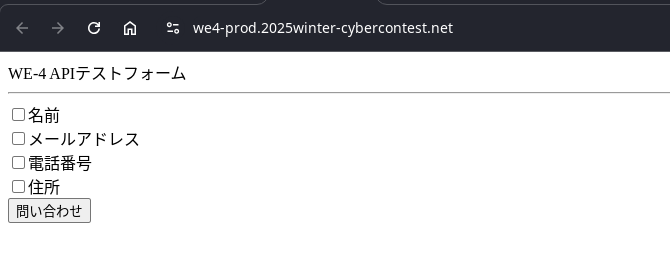 we4-prod.2025winter-cybercontest.net
WE-4 APIテストフォーム
名前
メールアドレス
電話番号
住所
問い合わせ